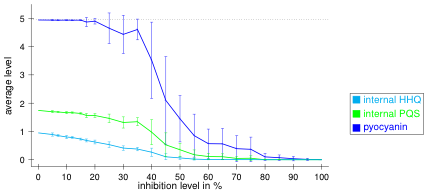 average level
5
4
3
2
1
0
0 10 20 30 40 50 60 70 80 90 100
inhibition level in %
internal HHQ
internal PQS
pyocyanin